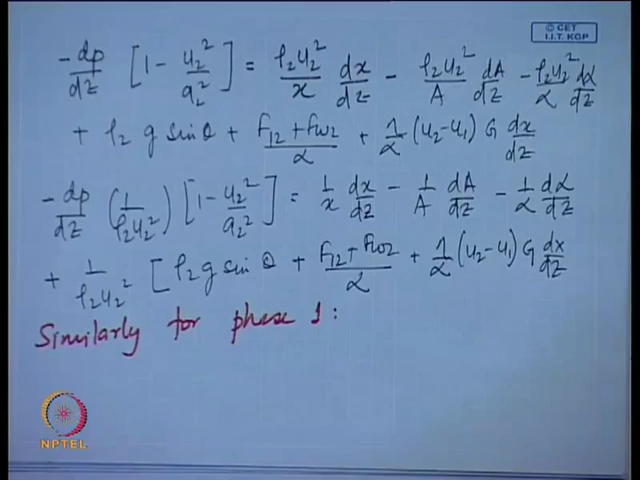 © CET
I.I.T. KGP
-dp/dz [1 - u₂²/a₂²] = ρ₂u₂²/x dx/dz - ρ₂u₂²/A dA/dz - ρ₂u₂²/α dα/dz
+ ρ₂ g sin θ + (F₁₂ + Fw₂)/α + 1/α (u₂-u₁) G dx/dz
-dp/dz (1/ρ₂u₂²) [1 - u₂²/a₂²] = 1/x dx/dz - 1/A dA/dz - 1/α dα/dz
+ 1/ρ₂u₂² [ρ₂ g sin θ + (F₁₂ + Fw₂)/α + 1/α (u₂-u₁) G dx/dz
Similarly for phase 1:
NPTEL